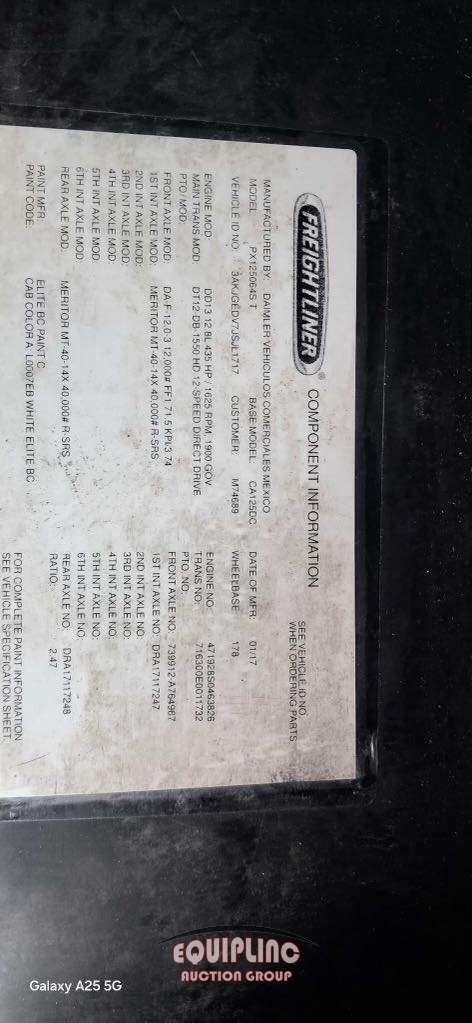 FREIGHTLINER®
COMPONENT INFORMATION
SEE VEHICLE ID NO.
WHEN ORDERING PARTS
MANUFACTURED BY: DAIMLER VEHICULOS COMERCIALES MEXICO
MODEL: PX125064S T BASE MODEL: CA125DC DATE OF MFR: 01/17
VEHICLE ID NO.: 3AKJGEDV7JSJL1717 CUSTOMER: M74689 WHEELBASE: 178
ENGINE MOD: DD13 12.8L 435 HP / 1625 RPM, 1900 GOV ENGINE NO: 471928S0463826
MAIN TRANS MOD: DT12-DB-1550 HD 12-SPEED DIRECT DRIVE TRANS NO: 716300E0011732
PTO MOD: PTO. NO:
FRONT AXLE MOD: DA-F-12.0-3 12,000# FF1 71.5 KPI/3.74 FRONT AXLE NO: 739912-A764967
1ST INT AXLE MOD: MERITOR MT-40-14X 40,000# R-SRS 1ST INT AXLE NO: DRA17117247
2ND INT AXLE MOD: 2ND INT AXLE NO:
3RD INT AXLE MOD: 3RD INT AXLE NO:
4TH INT AXLE MOD: 4TH INT AXLE NO:
5TH INT AXLE MOD: 5TH INT AXLE NO:
6TH INT AXLE MOD: 6TH INT AXLE NO:
REAR AXLE MOD: MERITOR MT-40-14X 40,000# R-SRS REAR AXLE NO: DRA17117248
RATIO: 2.47
PAINT MFR: ELITE BC PAINT C.
PAINT CODE: CAB COLOR A: L0007EB WHITE ELITE BC
FOR COMPLETE PAINT INFORMATION
SEE VEHICLE SPECIFICATION SHEET.
EQUIPLINC
AUCTION GROUP
Galaxy A25 5G